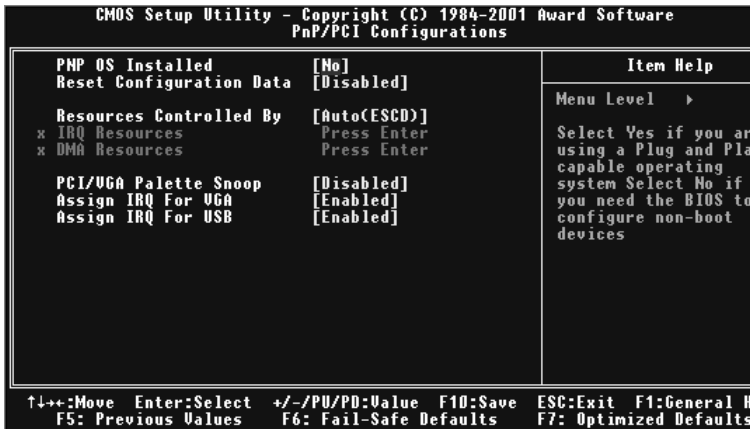 CMOS Setup Utility - Copyright (C) 1984-2001 Award Software
PnP/PCI Configurations
PNP OS Installed [No]
Reset Configuration Data [Disabled]
Resources Controlled By [Auto(ESCD)]
x IRQ Resources Press Enter
x DMA Resources Press Enter
PCI/VGA Palette Snoop [Disabled]
Assign IRQ For VGA [Enabled]
Assign IRQ For USB [Enabled]
Item Help
Menu Level ▸
Select Yes if you ar
using a Plug and Pla
capable operating
system Select No if
you need the BIOS to
configure non-boot
devices
↑↓→←:Move Enter:Select +/-/PU/PD:Value F10:Save ESC:Exit F1:General H
F5: Previous Values F6: Fail-Safe Defaults F7: Optimized Defaults